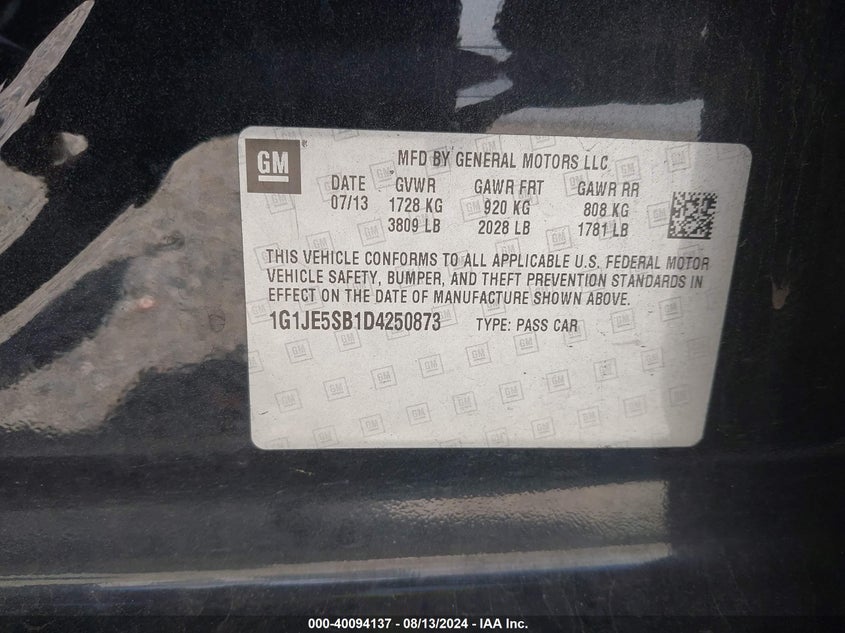 GM
MFD BY GENERAL MOTORS LLC
DATE GVWR GAWR FRT GAWR RR
07/13 1728 KG 920 KG 808 KG
3809 LB 2028 LB 1781 LB
THIS VEHICLE CONFORMS TO ALL APPLICABLE U.S. FEDERAL MOTOR
VEHICLE SAFETY, BUMPER, AND THEFT PREVENTION STANDARDS IN
EFFECT ON THE DATE OF MANUFACTURE SHOWN ABOVE.
1G1JE5SB1D4250873 TYPE: PASS CAR
000-40094137 - 08/13/2024 - IAA Inc.